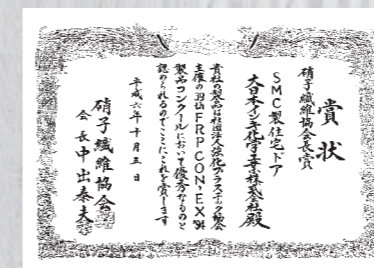 賞状
硝子繊維協会長賞
SMC製住宅ドア
大日本インキ化学工業株式会社殿
貴社の製品は社団法人強化プラスチック協会
主催の FRP CON・EX '94
製品コンクールにおいて優秀なるものと
認められるのでここにこれを賞します
平成六年十月五日
硝子繊維協会
会長中出泰夫